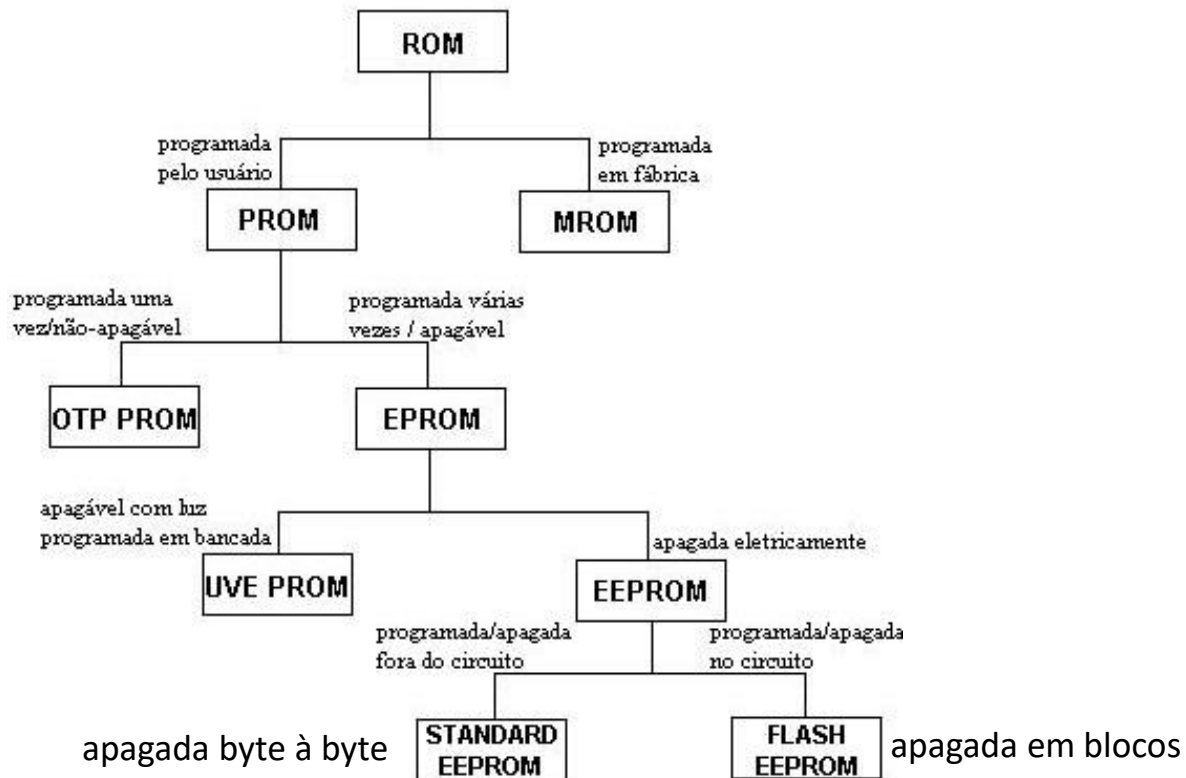 ROM
programada
pelo usuário
programada
em fábrica
PROM
MROM
programada uma
vez/não-apagável
programada várias
vezes / apagável
OTP PROM
EPROM
apagável com luz
programada em bancada
apagada eletricamente
UVE PROM
EEPROM
programada/apagada
fora do circuito
programada/apagada
no circuito
apagada byte à byte
STANDARD
EEPROM
FLASH
EEPROM
apagada em blocos